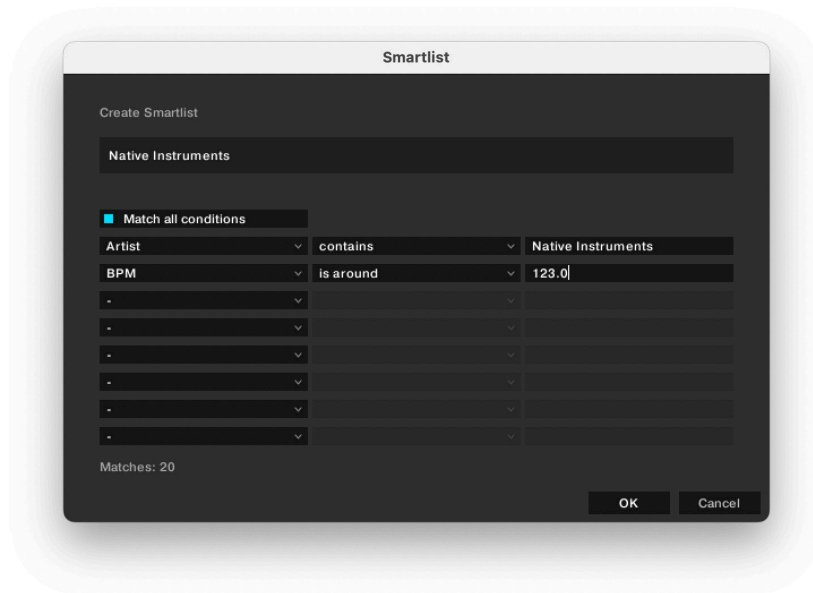 Smartlist
Create Smartlist
Native Instruments
Match all conditions
Artist contains Native Instruments
BPM is around 123.0
-
-
-
-
-
-
Matches: 20
OK Cancel